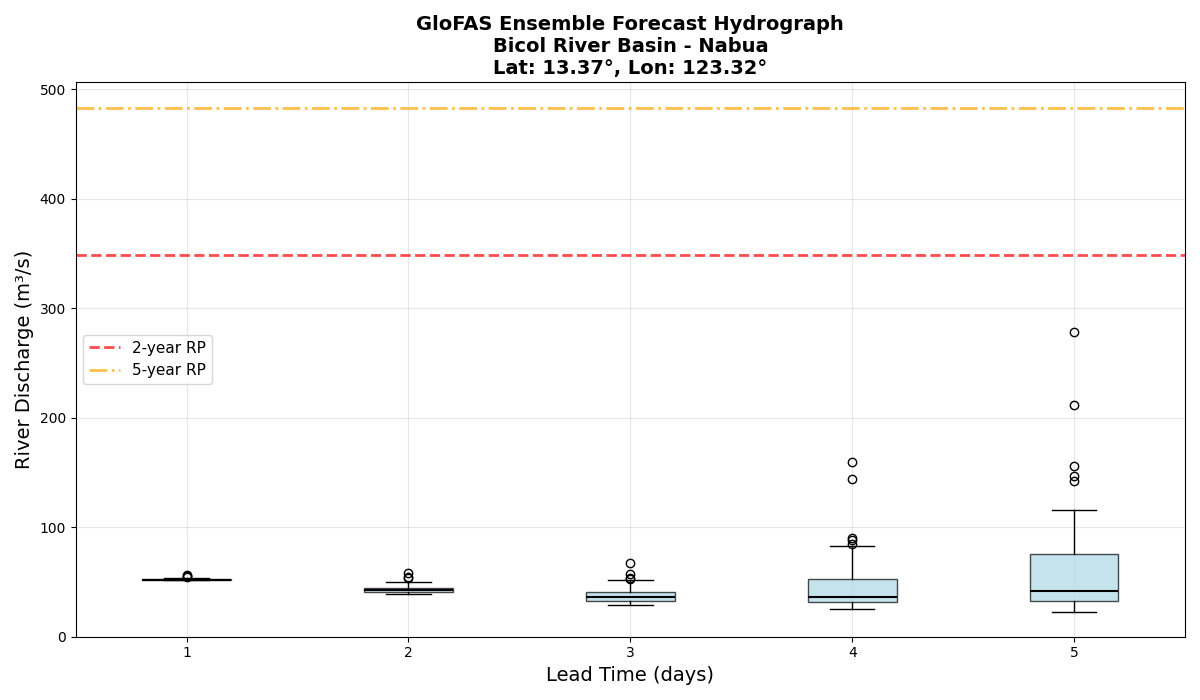 GloFAS Ensemble Forecast Hydrograph
Bicol River Basin - Nabua
Lat: 13.37°, Lon: 123.32°
River Discharge (m³/s)
500
400
300
200
100
0
2-year RP
5-year RP
1 2 3 4 5
Lead Time (days)